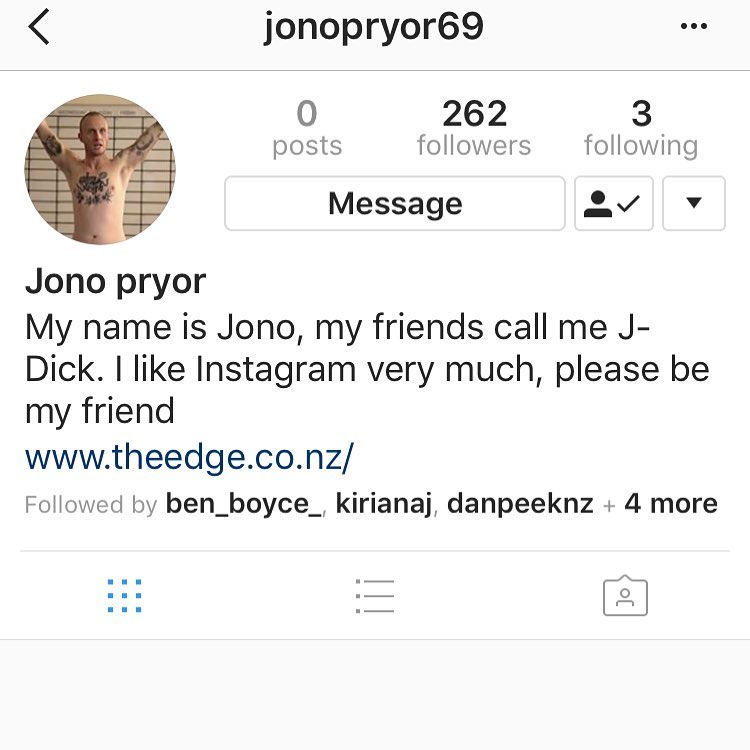 jonopryor69
0 262 3
posts followers following
Message
Jono pryor
My name is Jono, my friends call me J-
Dick. I like Instagram very much, please be
my friend
www.theedge.co.nz/
Followed by ben_boyce_, kirianaj, danpeeknz + 4 more